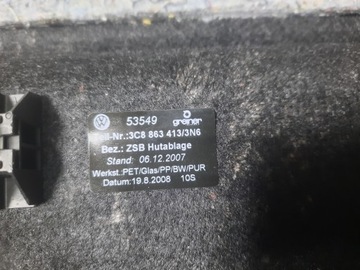 53549 greiner
Teil-Nr.:3C8 863 413/3N6
Bez.: ZSB Hutablage
Stand: 06.12.2007
Werkst.:PET/Glas/PP/BW/PUR
Datum:19.8.2008 10S